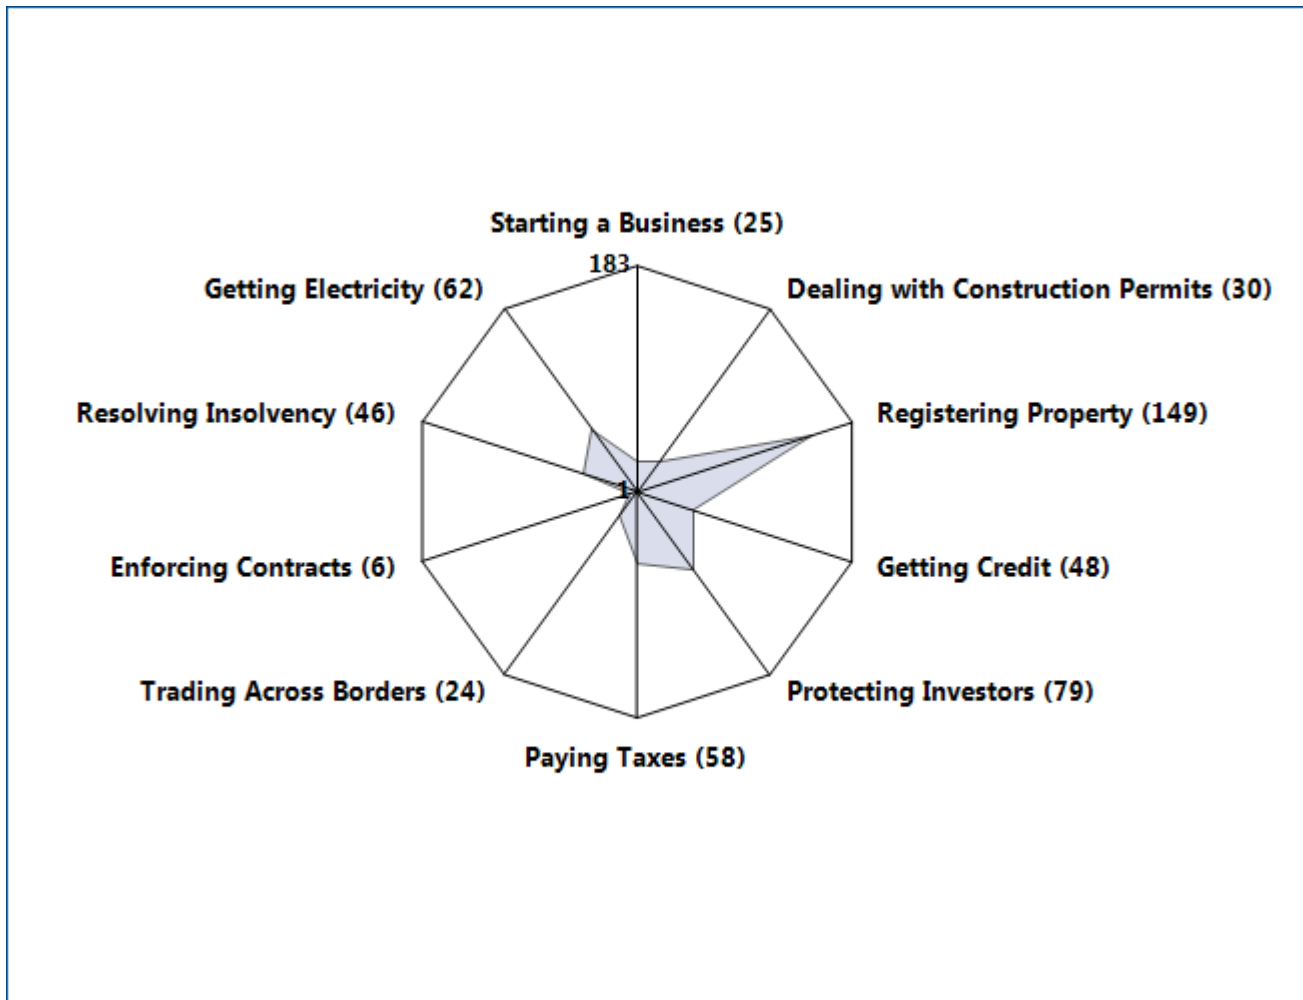 Starting a Business (25)
183
Getting Electricity (62)
Dealing with Construction Permits (30)
Resolving Insolvency (46)
Registering Property (149)
1
Enforcing Contracts (6)
Getting Credit (48)
Trading Across Borders (24)
Protecting Investors (79)
Paying Taxes (58)